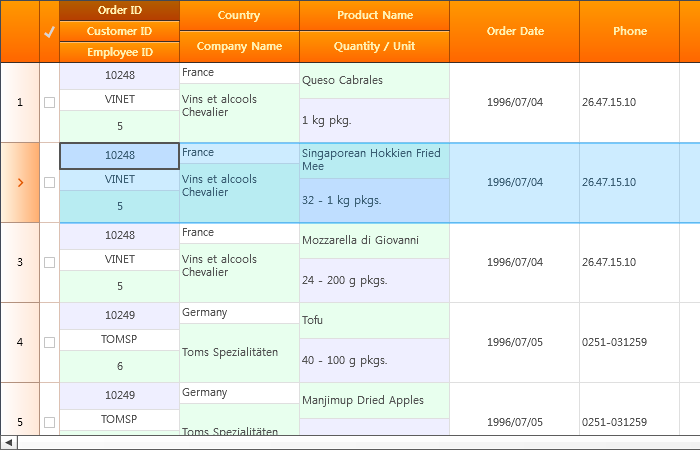 Order ID
Customer ID
Employee ID
Country
Company Name
Product Name
Quantity / Unit
Order Date
Phone
1
10248
VINET
5
France
Vins et alcools
Chevalier
Queso Cabrales
1 kg pkg.
1996/07/04
26.47.15.10
10248
VINET
5
France
Vins et alcools
Chevalier
Singaporean Hokkien Fried
Mee
32 - 1 kg pkgs.
1996/07/04
26.47.15.10
3
10248
VINET
5
France
Vins et alcools
Chevalier
Mozzarella di Giovanni
24 - 200 g pkgs.
1996/07/04
26.47.15.10
4
10249
TOMSP
6
Germany
Toms Spezialitäten
Tofu
40 - 100 g pkgs.
1996/07/05
0251-031259
5
10249
TOMSP
Germany
Toms Spezialitäten
Manjimup Dried Apples
1996/07/05
0251-031259